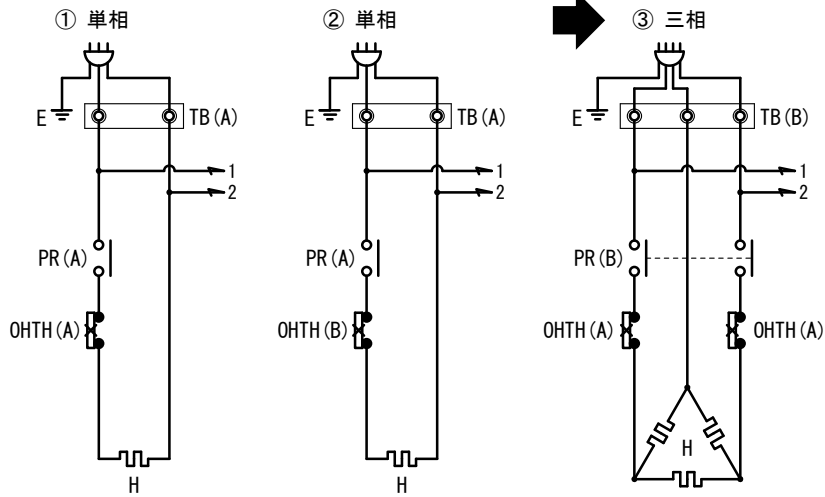 ① 単相
E
TB(A)
1
2
PR(A)
OHTH(A)
H
② 単相
E
TB(A)
1
2
PR(A)
OHTH(B)
H
③ 三相
E
TB(B)
1
2
PR(B)
OHTH(A)
OHTH(A)
H